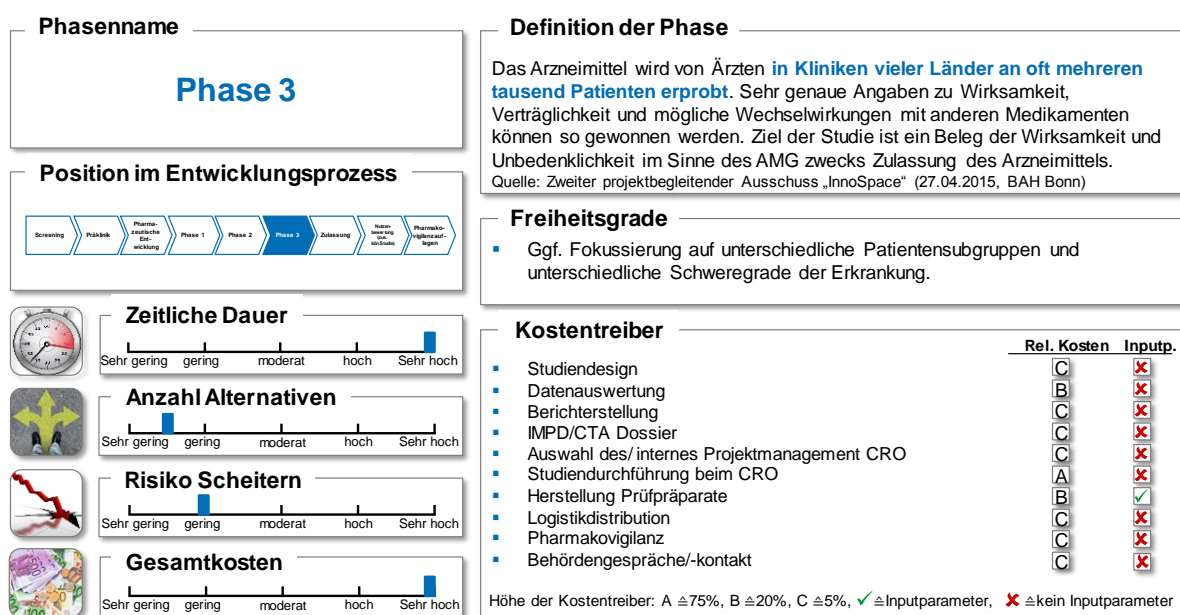 Phasenname
Phase 3
Position im Entwicklungsprozess
Screening
Präklinik
Pharma-
zeutische
Ent-
wicklung
Phase 1
Phase 2
Phase 3
Zulassung
Nutzen-
bewertung
(zus.
klin.Studie)
Pharmako-
vigilanzauf-
lagen
Zeitliche Dauer
Sehr gering gering moderat hoch Sehr hoch
Anzahl Alternativen
Sehr gering gering moderat hoch Sehr hoch
Risiko Scheitern
Sehr gering gering moderat hoch Sehr hoch
Gesamtkosten
Sehr gering gering moderat hoch Sehr hoch
Definition der Phase
Das Arzneimittel wird von Ärzten in Kliniken vieler Länder an oft mehreren
tausend Patienten erprobt. Sehr genaue Angaben zu Wirksamkeit,
Verträglichkeit und mögliche Wechselwirkungen mit anderen Medikamenten
können so gewonnen werden. Ziel der Studie ist ein Beleg der Wirksamkeit und
Unbedenklichkeit im Sinne des AMG zwecks Zulassung des Arzneimittels.
Quelle: Zweiter projektbegleitender Ausschuss „InnoSpace“ (27.04.2015, BAH Bonn)
Freiheitsgrade
▪ Ggf. Fokussierung auf unterschiedliche Patientensubgruppen und
unterschiedliche Schweregrade der Erkrankung.
Kostentreiber
Rel. Kosten Inputp.
▪ Studiendesign C ✘
▪ Datenauswertung B ✘
▪ Berichterstellung C ✘
▪ IMPD/CTA Dossier C ✘
▪ Auswahl des/ internes Projektmanagement CRO C ✘
▪ Studiendurchführung beim CRO A ✘
▪ Herstellung Prüfpräparate B ✓
▪ Logistikdistribution C ✘
▪ Pharmakovigilanz C ✘
▪ Behördengespräche/-kontakt C ✘
Höhe der Kostentreiber: A ≙75%, B ≙20%, C ≙5%, ✓≙Inputparameter, ✘ ≙kein Inputparameter